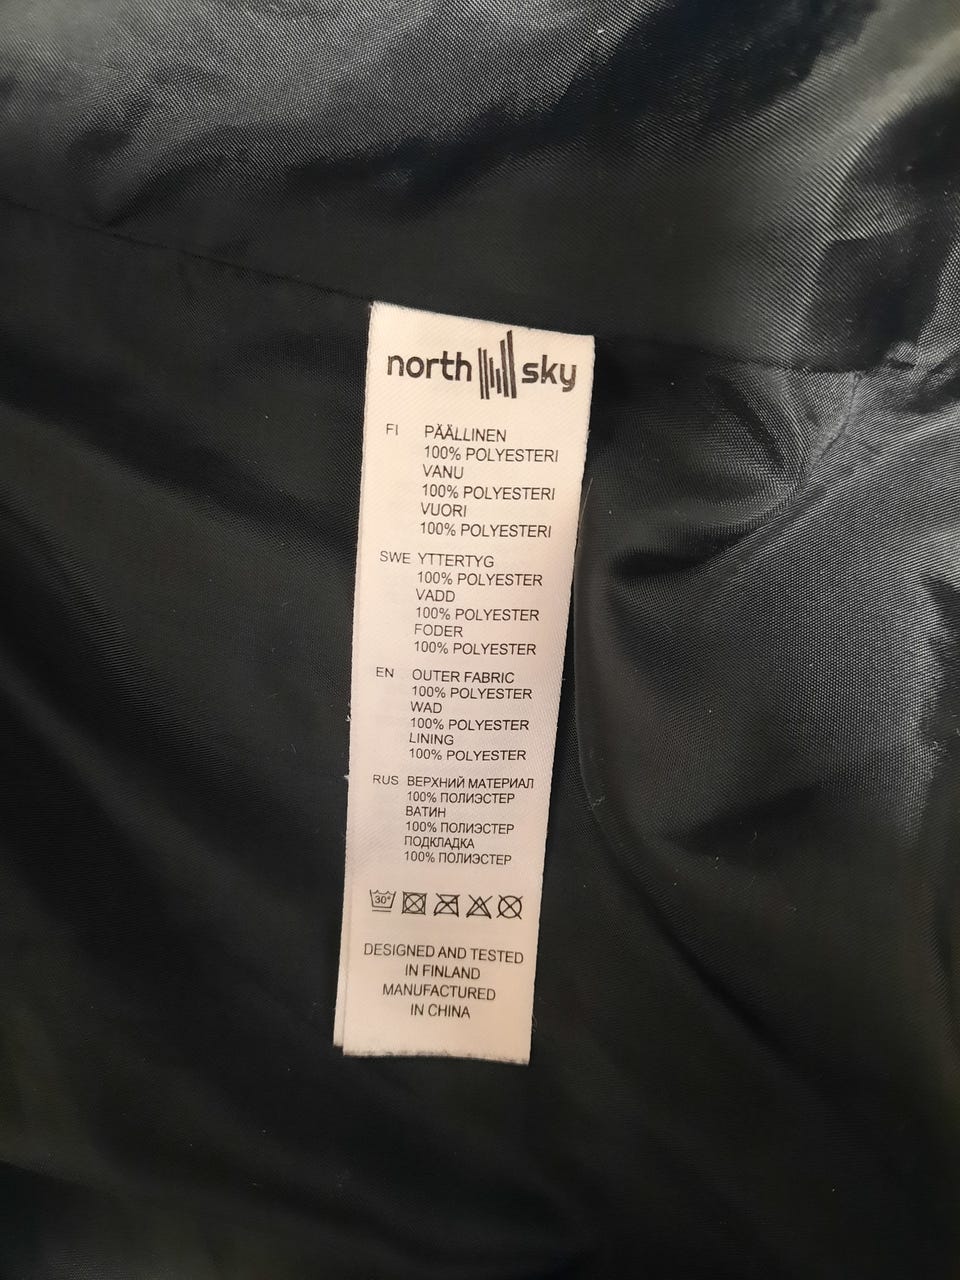 north sky
FI PÄÄLLINEN
100% POLYESTERI
VANU
100% POLYESTERI
VUORI
100% POLYESTERI
SWE YTTERTYG
100% POLYESTER
VADD
100% POLYESTER
FODER
100% POLYESTER
EN OUTER FABRIC
100% POLYESTER
WAD
100% POLYESTER
LINING
100% POLYESTER
RUS ВЕРХНИЙ МАТЕРИАЛ
100% ПОЛИЭСТЕР
ВАТИН
100% ПОЛИЭСТЕР
ПОДКЛАДКА
100% ПОЛИЭСТЕР
30°
DESIGNED AND TESTED
IN FINLAND
MANUFACTURED
IN CHINA